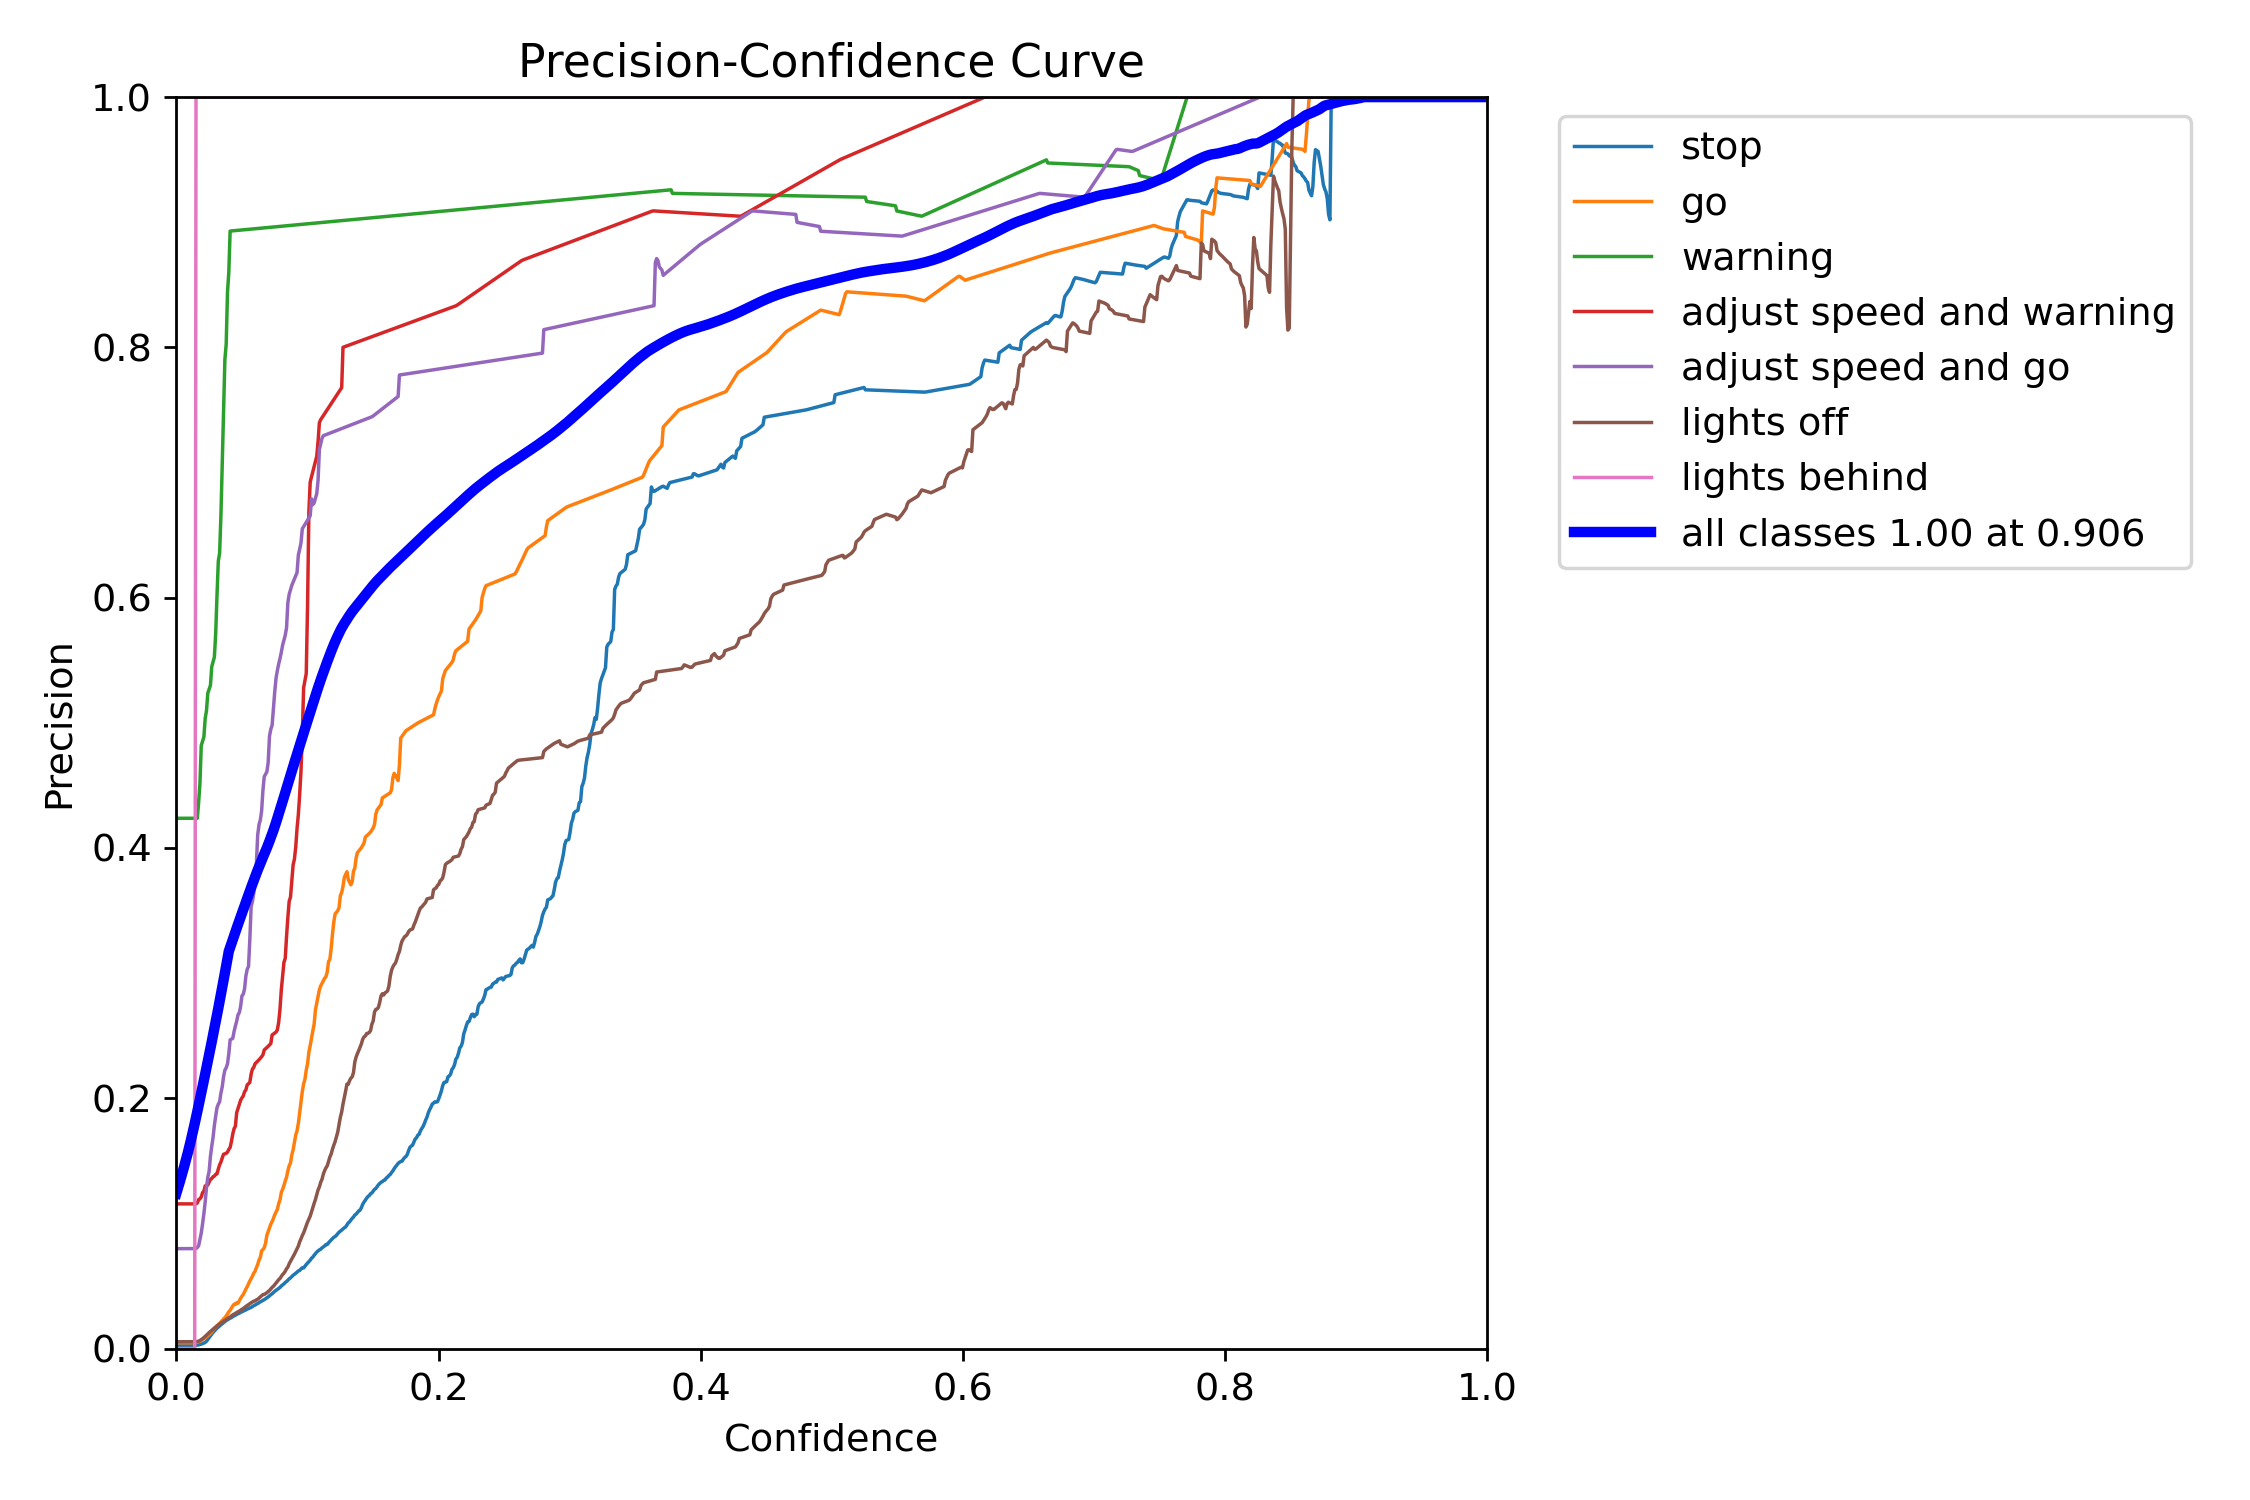 Precision-Confidence Curve
1.0
0.8
0.6
0.4
0.2
0.0
Precision
0.0 0.2 0.4 0.6 0.8 1.0
Confidence
stop
go
warning
adjust speed and warning
adjust speed and go
lights off
lights behind
all classes 1.00 at 0.906